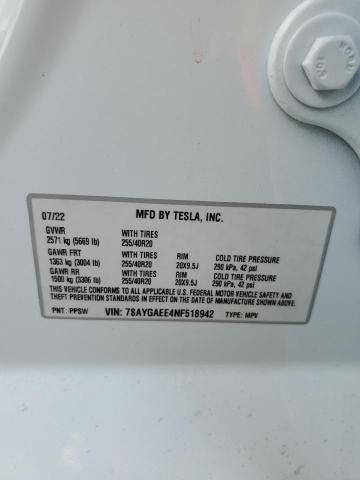 07/22 MFD BY TESLA, INC.
GVWR WITH TIRES
2571 kg (5669 lb) 255/40R20
GAWR FRT WITH TIRES RIM COLD TIRE PRESSURE
1363 kg (3004 lb) 255/40R20 20X9.5J 290 kPa, 42 psi
GAWR RR WITH TIRES RIM COLD TIRE PRESSURE
1500 kg (3306 lb) 255/40R20 20X9.5J 290 kPa, 42 psi
THIS VEHICLE CONFORMS TO ALL APPLICABLE U.S. FEDERAL MOTOR VEHICLE SAFETY AND
THEFT PREVENTION STANDARDS IN EFFECT ON THE DATE OF MANUFACTURE SHOWN ABOVE.
PNT: PPSW VIN: 7SAYGAEE4NF518942 TYPE: MPV